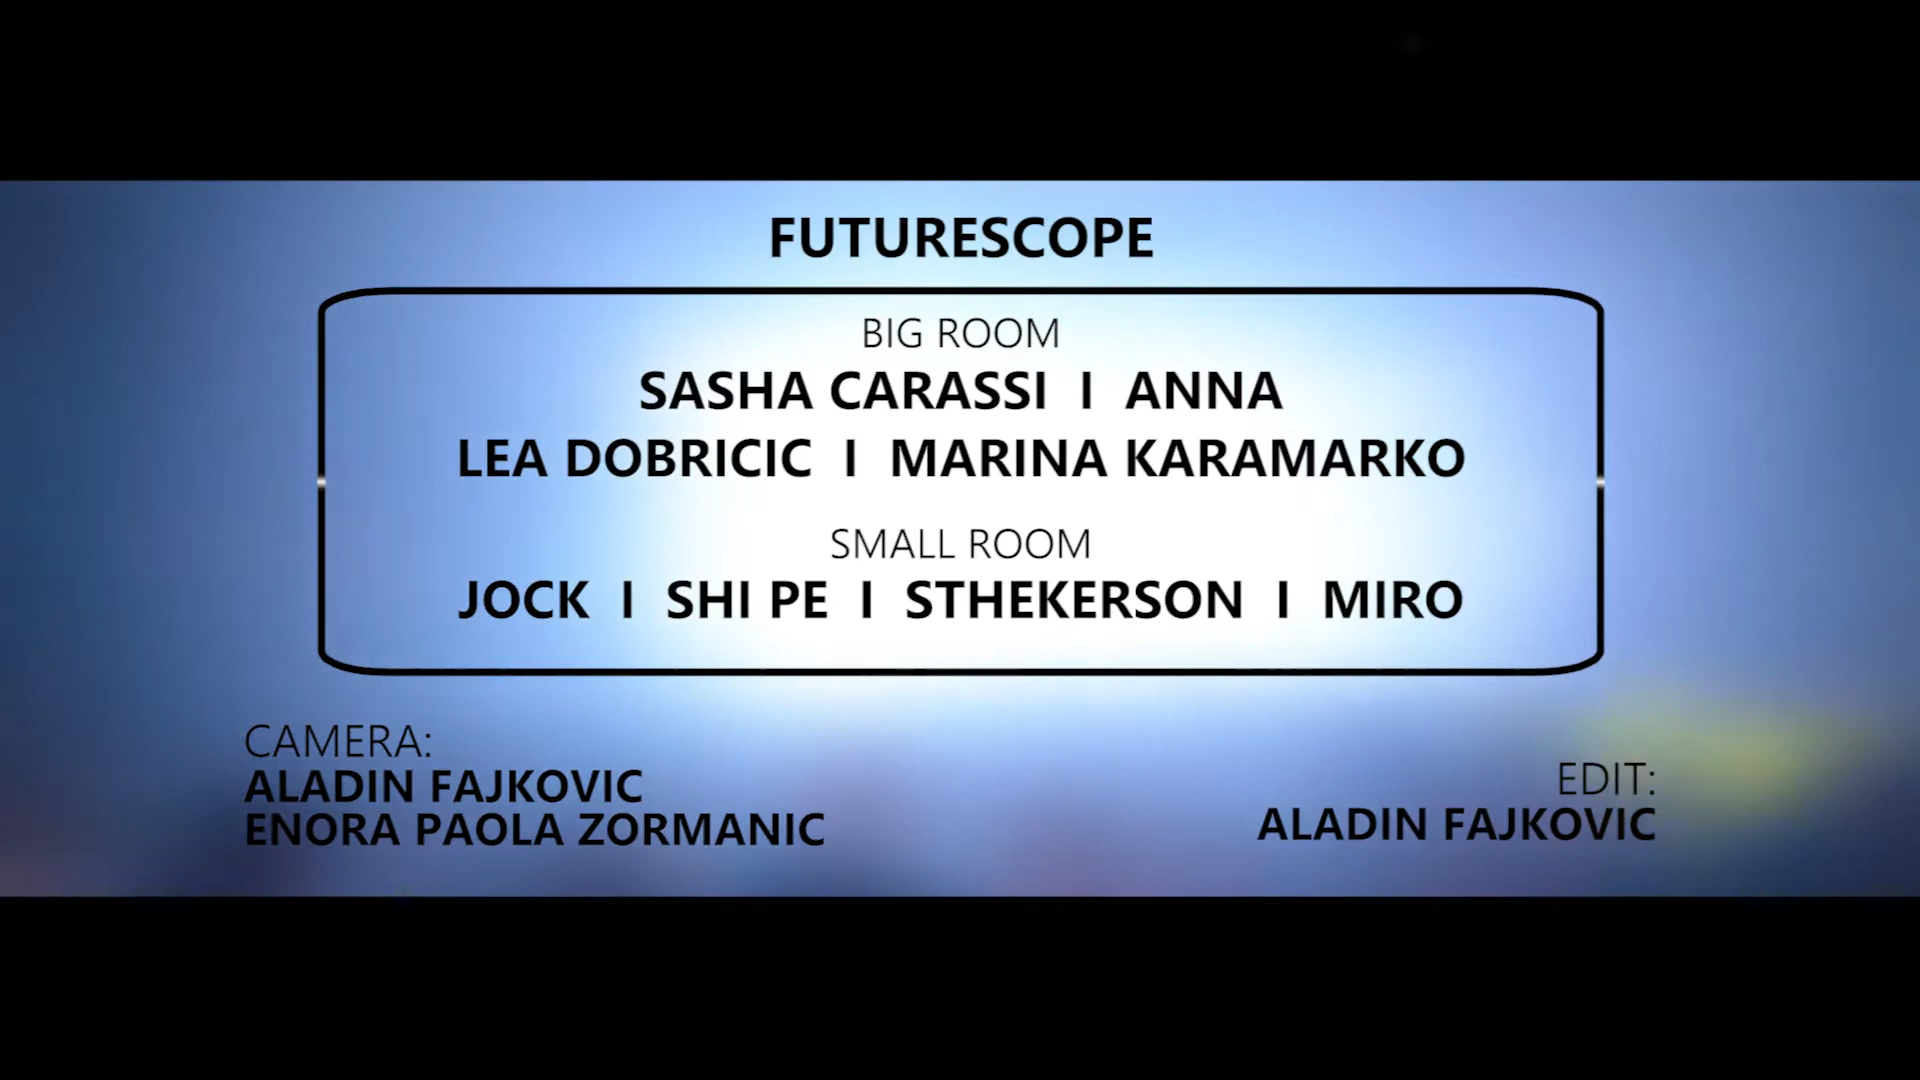 FUTURESCOPE
BIG ROOM
SASHA CARASSI I ANNA
LEA DOBRICIC I MARINA KARAMARKO
SMALL ROOM
JOCK I SHI PE I STHEKERSON I MIRO
CAMERA:
ALADIN FAJKOVIC
ENORA PAOLA ZORMANIC
EDIT:
ALADIN FAJKOVIC